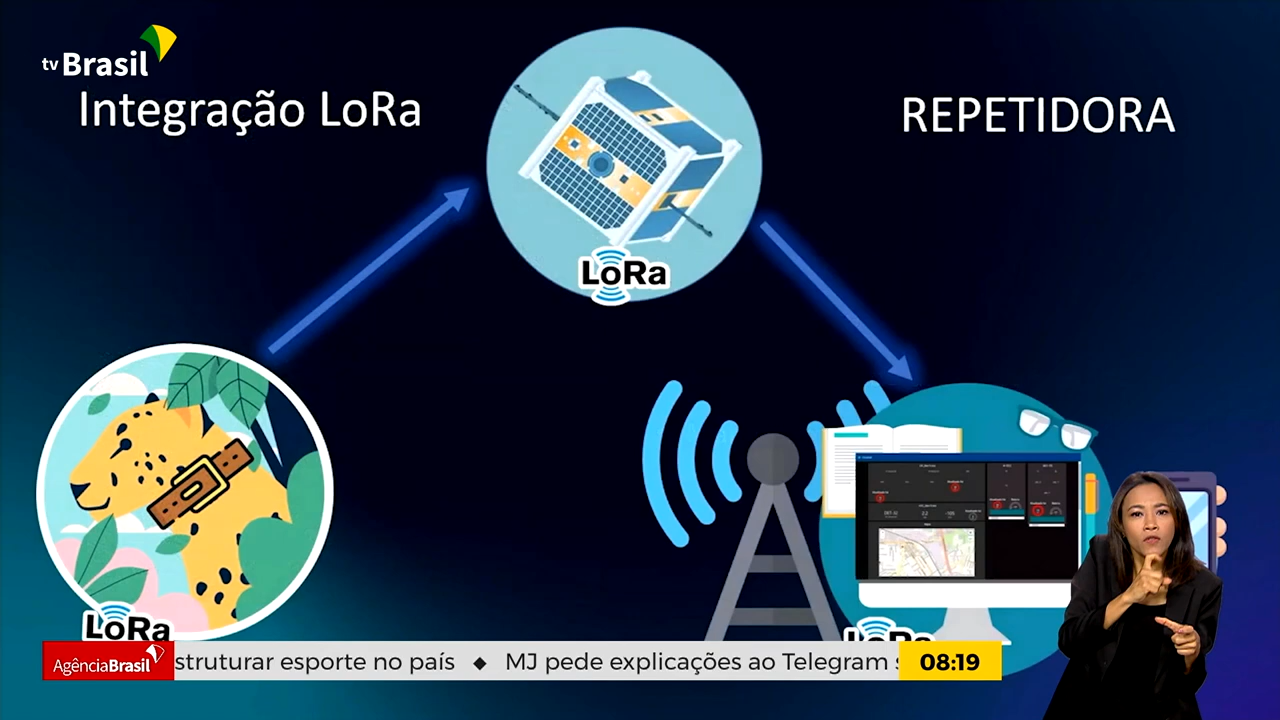 tv Brasil
Integração LoRa
REPETIDORA
LoRa
LoRa
LoRa
AgênciaBrasil
struturar esporte no país ◆ MJ pede explicações ao Telegram s
08:19